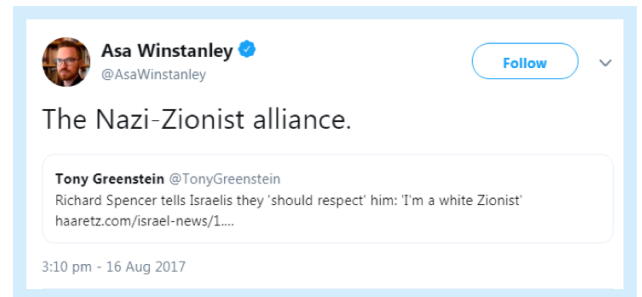 Asa Winstanley
@AsaWinstanley
Follow
The Nazi-Zionist alliance.
Tony Greenstein @TonyGreenstein
Richard Spencer tells Israelis they 'should respect' him: 'I'm a white Zionist'
haaretz.com/israel-news/1....
3:10 pm - 16 Aug 2017